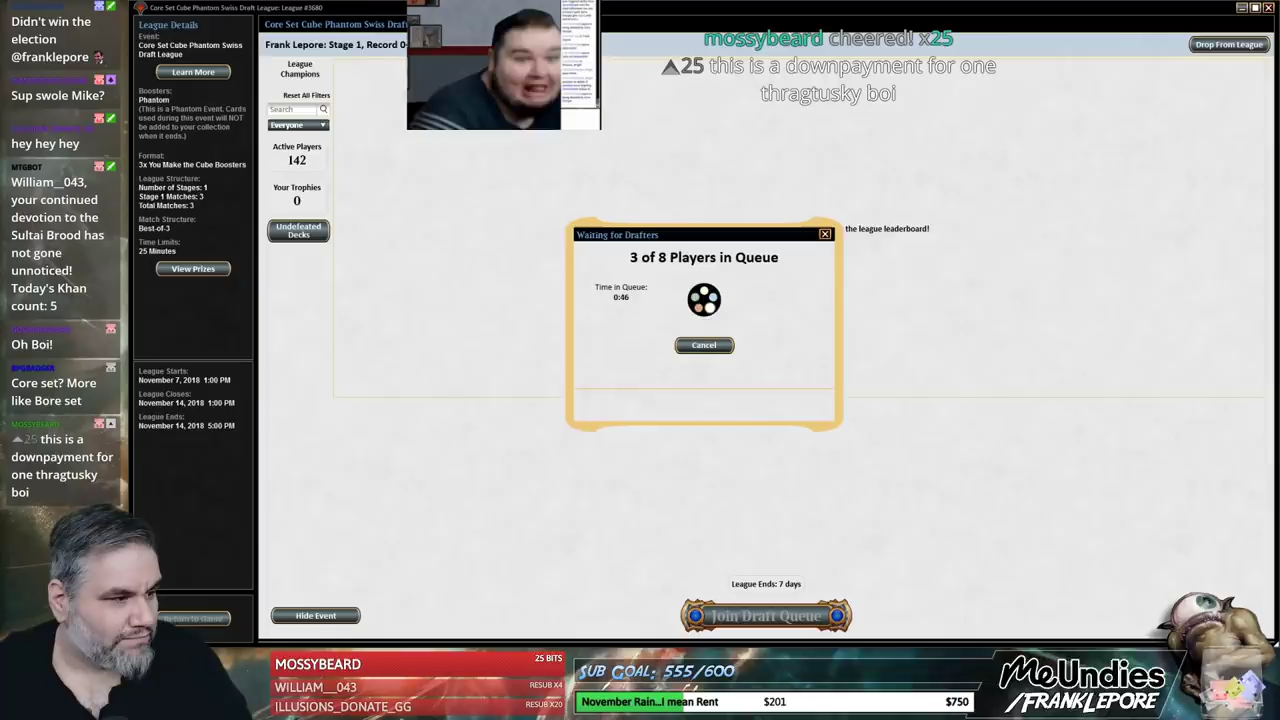 Core Set Cube Phantom Swiss Draft League: League #3680
League Details
Event:
Core Set Cube Phantom Swiss
Draft League
Learn More
Boosters:
Phantom
(This is a Phantom Event. Cards
used during this event will NOT
be added to your collection
when it ends.)
Format:
3x You Make the Cube Boosters
League Structure:
Number of Stages: 1
Stage 1 Matches: 3
Total Matches: 3
Match Structure:
Best-of-3
Time Limits:
25 Minutes
View Prizes
League Starts:
November 7, 2018 1:00 PM
League Closes:
November 14, 2018 1:00 PM
League Ends:
November 14, 2018 5:00 PM
Didn't win the
hey hey hey
MTGBOT
William__043,
your continued
devotion to the
Sultai Brood has
not gone
unnoticed!
Today's Khan
count: 5
Oh Boi!
Core set? More
like Bore set
MOSSYBEARD
25 this is a
downpayment
for one
thragtusky
boi
Core Set Cube Phantom Swiss Draf
Frank Lepore: Stage 1, Record 0-
League
Champions
Reset All Filters
Search
Everyone
Active Players
142
Your Trophies
0
Undefeated
Decks
mossybeard cheered! x25
25 this is a downpayment for one
thragtusky boi
Drop From League
the league leaderboard!
Waiting for Drafters
3 of 8 Players in Queue
Time in Queue:
0:46
Cancel
League Ends: 7 days
Hide Event
Join Draft Queue
Return to Game
MOSSYBEARD 25 BITS
WILLIAM__043 RESUB X4
ILLUSIONS_DONATE_GG RESUB X20
SUB GOAL: 555/600
November Rain...I mean Rent $201 $750
MeUndies
/FRANKLEPORE